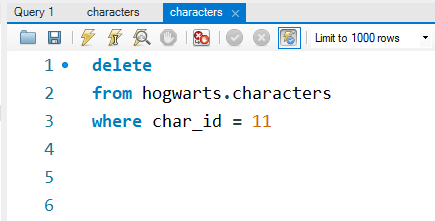 Query 1 characters characters
Limit to 1000 rows
1 delete
2 from hogwarts.characters
3 where char_id = 11
4
5
6